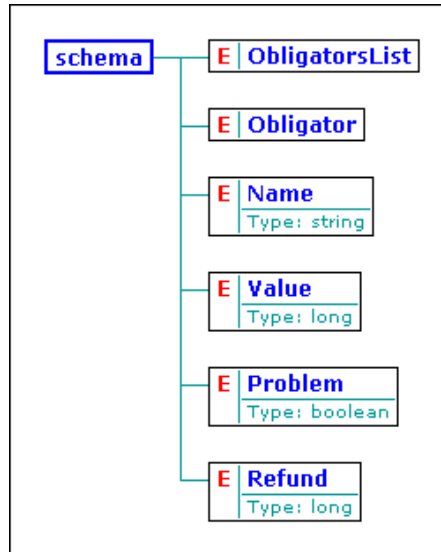 schema
E ObligatorsList
E Obligator
E Name
Type: string
E Value
Type: long
E Problem
Type: boolean
E Refund
Type: long